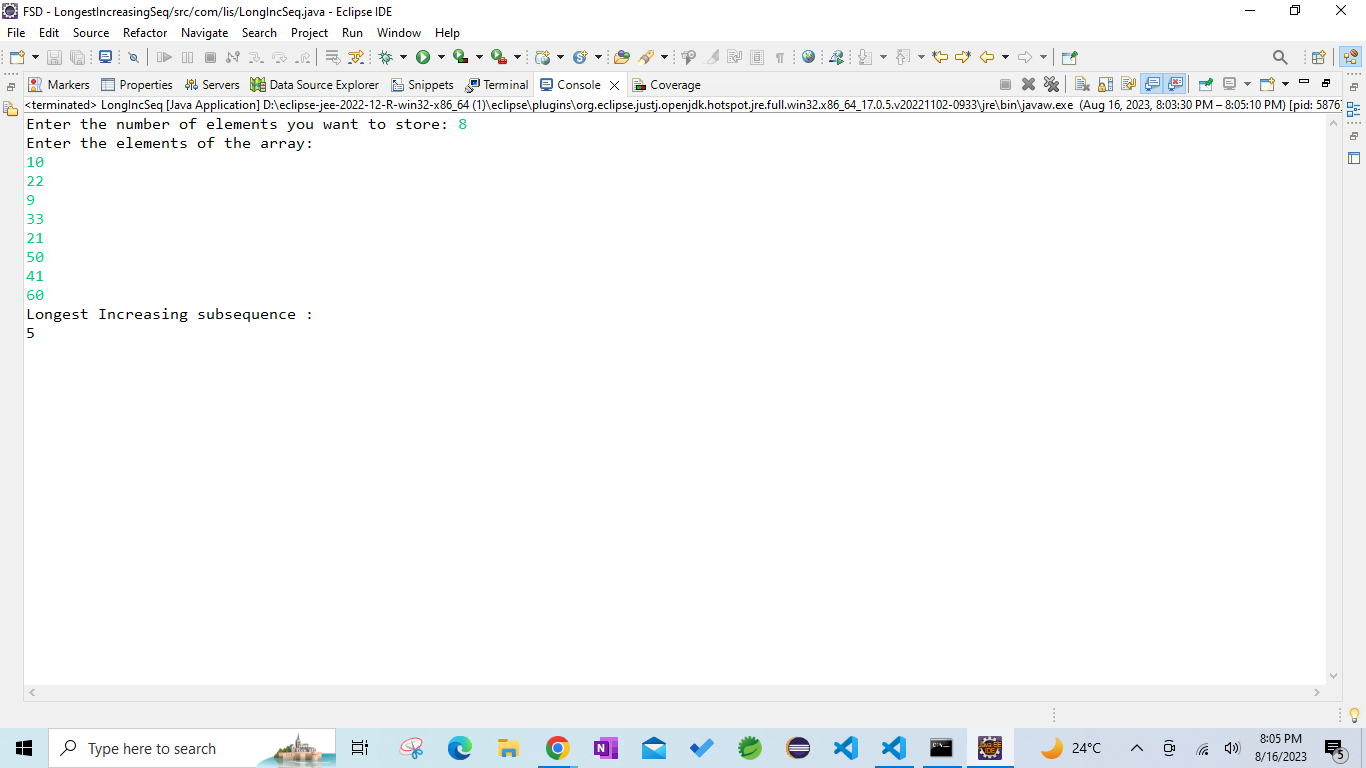 FSD - LongestIncreasingSeq/src/com/lis/LongIncSeq.java - Eclipse IDE
File Edit Source Refactor Navigate Search Project Run Window Help
Markers Properties Servers Data Source Explorer Snippets Terminal Console Coverage
<terminated> LongIncSeq [Java Application] D:\eclipse-jee-2022-12-R-win32-x86_64 (1)\eclipse\plugins\org.eclipse.justj.openjdk.hotspot.jre.full.win32.x86_64_17.0.5.v20221102-0933\jre\bin\javaw.exe (Aug 16, 2023, 8:03:30 PM – 8:05:10 PM) [pid: 5876]
Enter the number of elements you want to store: 8
Enter the elements of the array:
10
22
9
33
21
50
41
60
Longest Increasing subsequence :
5
Type here to search
24°C
8:05 PM
8/16/2023
5